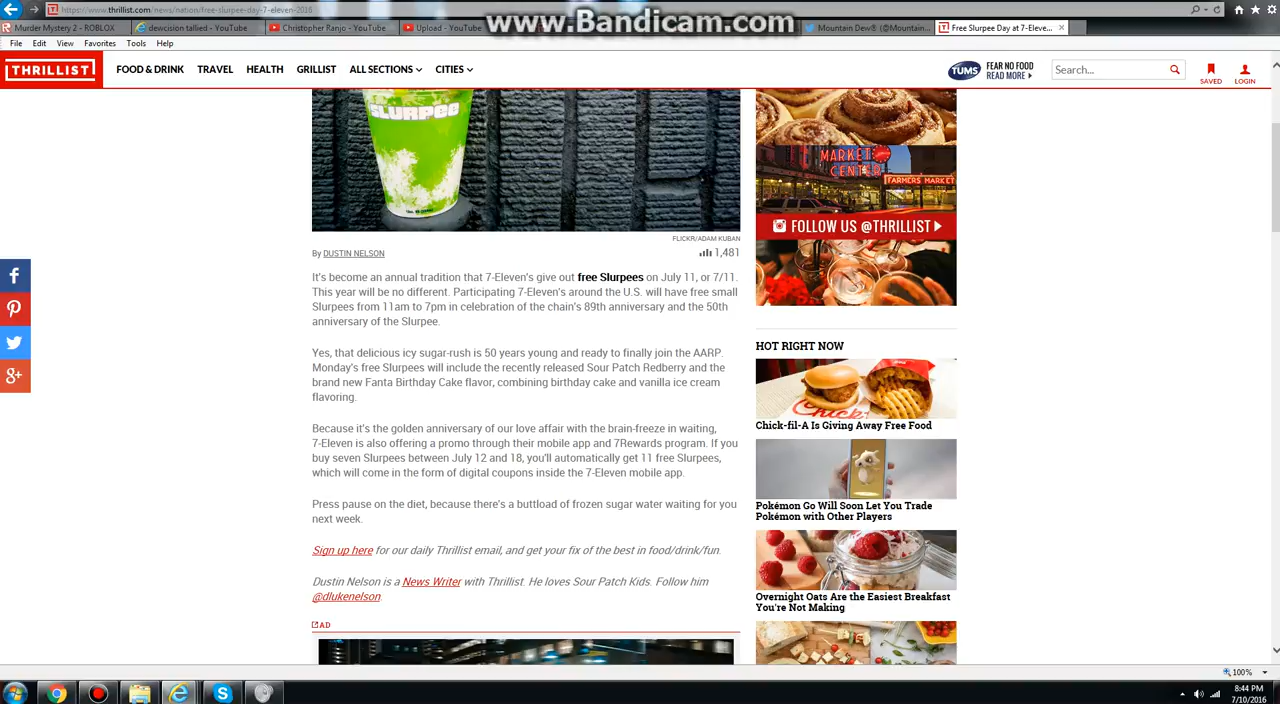 www.Bandicam.com
https://www.thrillist.com/news/nation/free-slurpee-day-7-eleven-2016
Murder Mystery 2 - ROBLOX
dewcision tallied - YouTube
Christopher Ranjo - YouTube
Upload - YouTube
Mountain Dew® (@Mountain...
Free Slurpee Day at 7-Eleve...
File Edit View Favorites Tools Help
THRILLIST
FOOD & DRINK TRAVEL HEALTH GRILLIST ALL SECTIONS CITIES
TUMS
FEAR NO FOOD
READ MORE
Search...
SAVED
LOGIN
SLURPEE
FLICKR/ADAM KUBAN
By DUSTIN NELSON
1,481
It's become an annual tradition that 7-Eleven's give out free Slurpees on July 11, or 7/11.
This year will be no different. Participating 7-Eleven's around the U.S. will have free small
Slurpees from 11am to 7pm in celebration of the chain's 89th anniversary and the 50th
anniversary of the Slurpee.
Yes, that delicious icy sugar-rush is 50 years young and ready to finally join the AARP.
Monday's free Slurpees will include the recently released Sour Patch Redberry and the
brand new Fanta Birthday Cake flavor, combining birthday cake and vanilla ice cream
flavoring.
Because it's the golden anniversary of our love affair with the brain-freeze in waiting,
7-Eleven is also offering a promo through their mobile app and 7Rewards program. If you
buy seven Slurpees between July 12 and 18, you'll automatically get 11 free Slurpees,
which will come in the form of digital coupons inside the 7-Eleven mobile app.
Press pause on the diet, because there's a buttload of frozen sugar water waiting for you
next week.
Sign up here for our daily Thrillist email, and get your fix of the best in food/drink/fun.
Dustin Nelson is a News Writer with Thrillist. He loves Sour Patch Kids. Follow him
@dlukenelson.
AD
MARKET
CENTER
FARMERS MARKET
FOLLOW US @THRILLIST
HOT RIGHT NOW
Chick-fil-A Is Giving Away Free Food
Pokémon Go Will Soon Let You Trade
Pokémon with Other Players
Overnight Oats Are the Easiest Breakfast
You're Not Making
100%
8:44 PM
7/10/2016